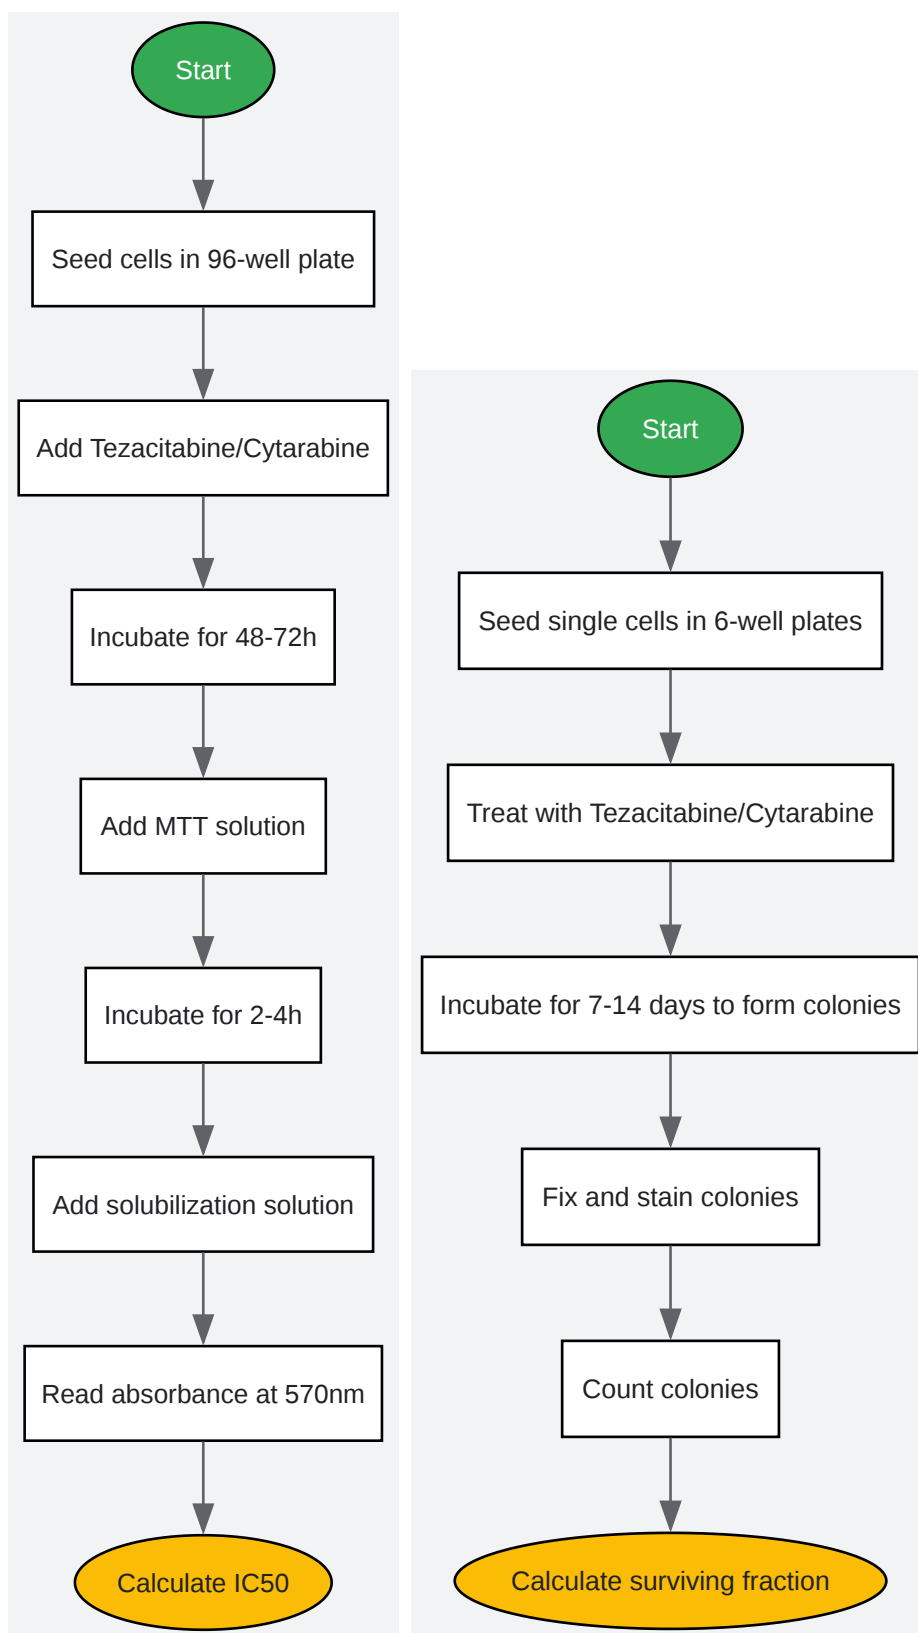 Start
Seed cells in 96-well plate
Add Tezacitabine/Cytarabine
Incubate for 48-72h
Add MTT solution
Incubate for 2-4h
Add solubilization solution
Read absorbance at 570nm
Calculate IC50
Start
Seed single cells in 6-well plates
Treat with Tezacitabine/Cytarabine
Incubate for 7-14 days to form colonies
Fix and stain colonies
Count colonies
Calculate surviving fraction